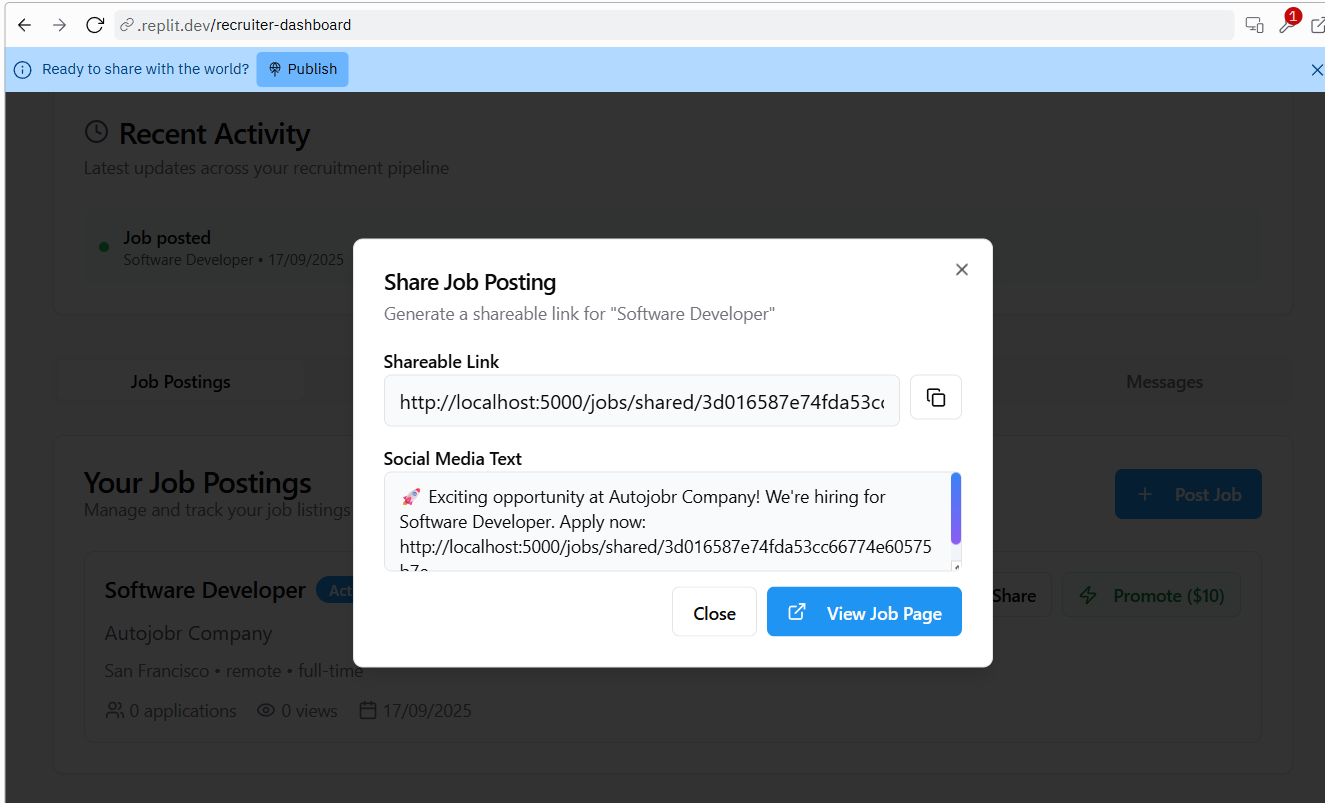 .replit.dev/recruiter-dashboard
1
Ready to share with the world? Publish
Recent Activity
Latest updates across your recruitment pipeline
Job posted
Software Developer • 17/09/2025
Share Job Posting
Generate a shareable link for "Software Developer"
Shareable Link
http://localhost:5000/jobs/shared/3d016587e74fda53cc
Social Media Text
🚀 Exciting opportunity at Autojobr Company! We're hiring for
Software Developer. Apply now:
http://localhost:5000/jobs/shared/3d016587e74fda53cc66774e60575
Close View Job Page
Job Postings Messages
Your Job Postings
Manage and track your job listings
+ Post Job
Software Developer
Share Promote ($10)
Autojobr Company
San Francisco • remote • full-time
0 applications 0 views 17/09/2025